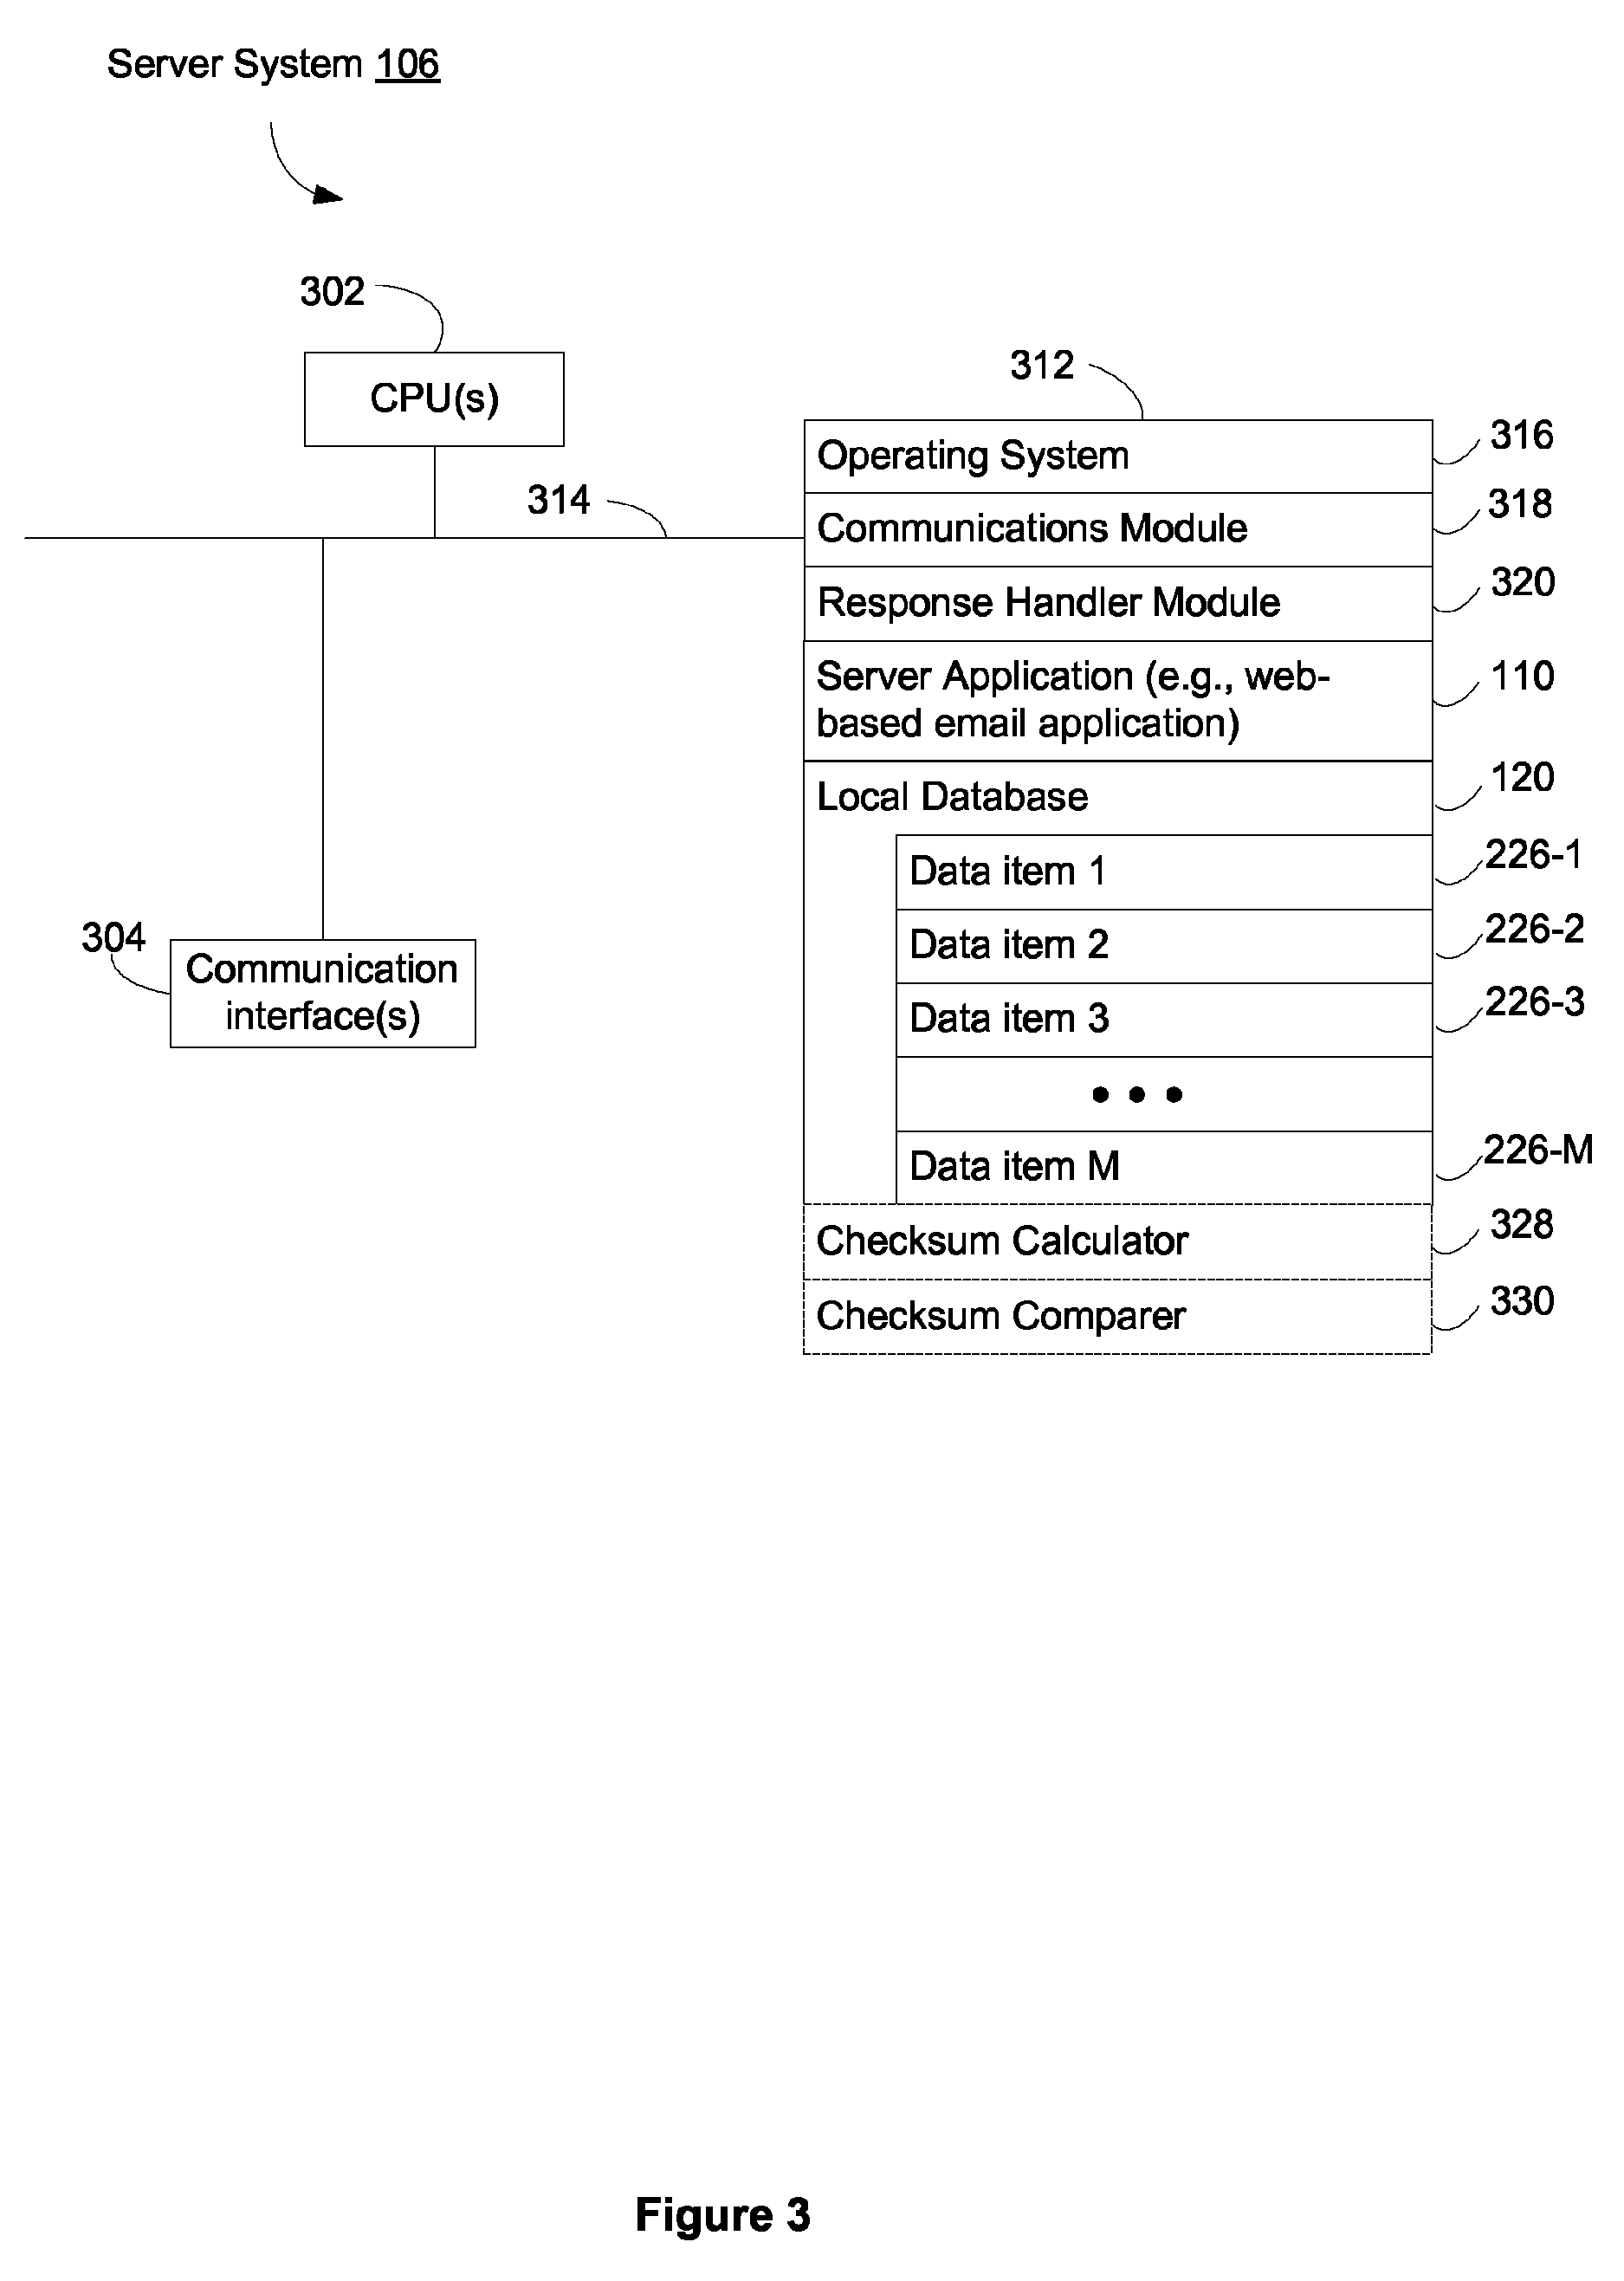 Server System 106
302
CPU(s)
314
304
Communication
interface(s)
312
Operating System
316
Communications Module
318
Response Handler Module
320
Server Application (e.g., web-
based email application)
110
Local Database
120
Data item 1
226-1
Data item 2
226-2
Data item 3
226-3
• • •
Data item M
226-M
Checksum Calculator
328
Checksum Comparer
330
Figure 3